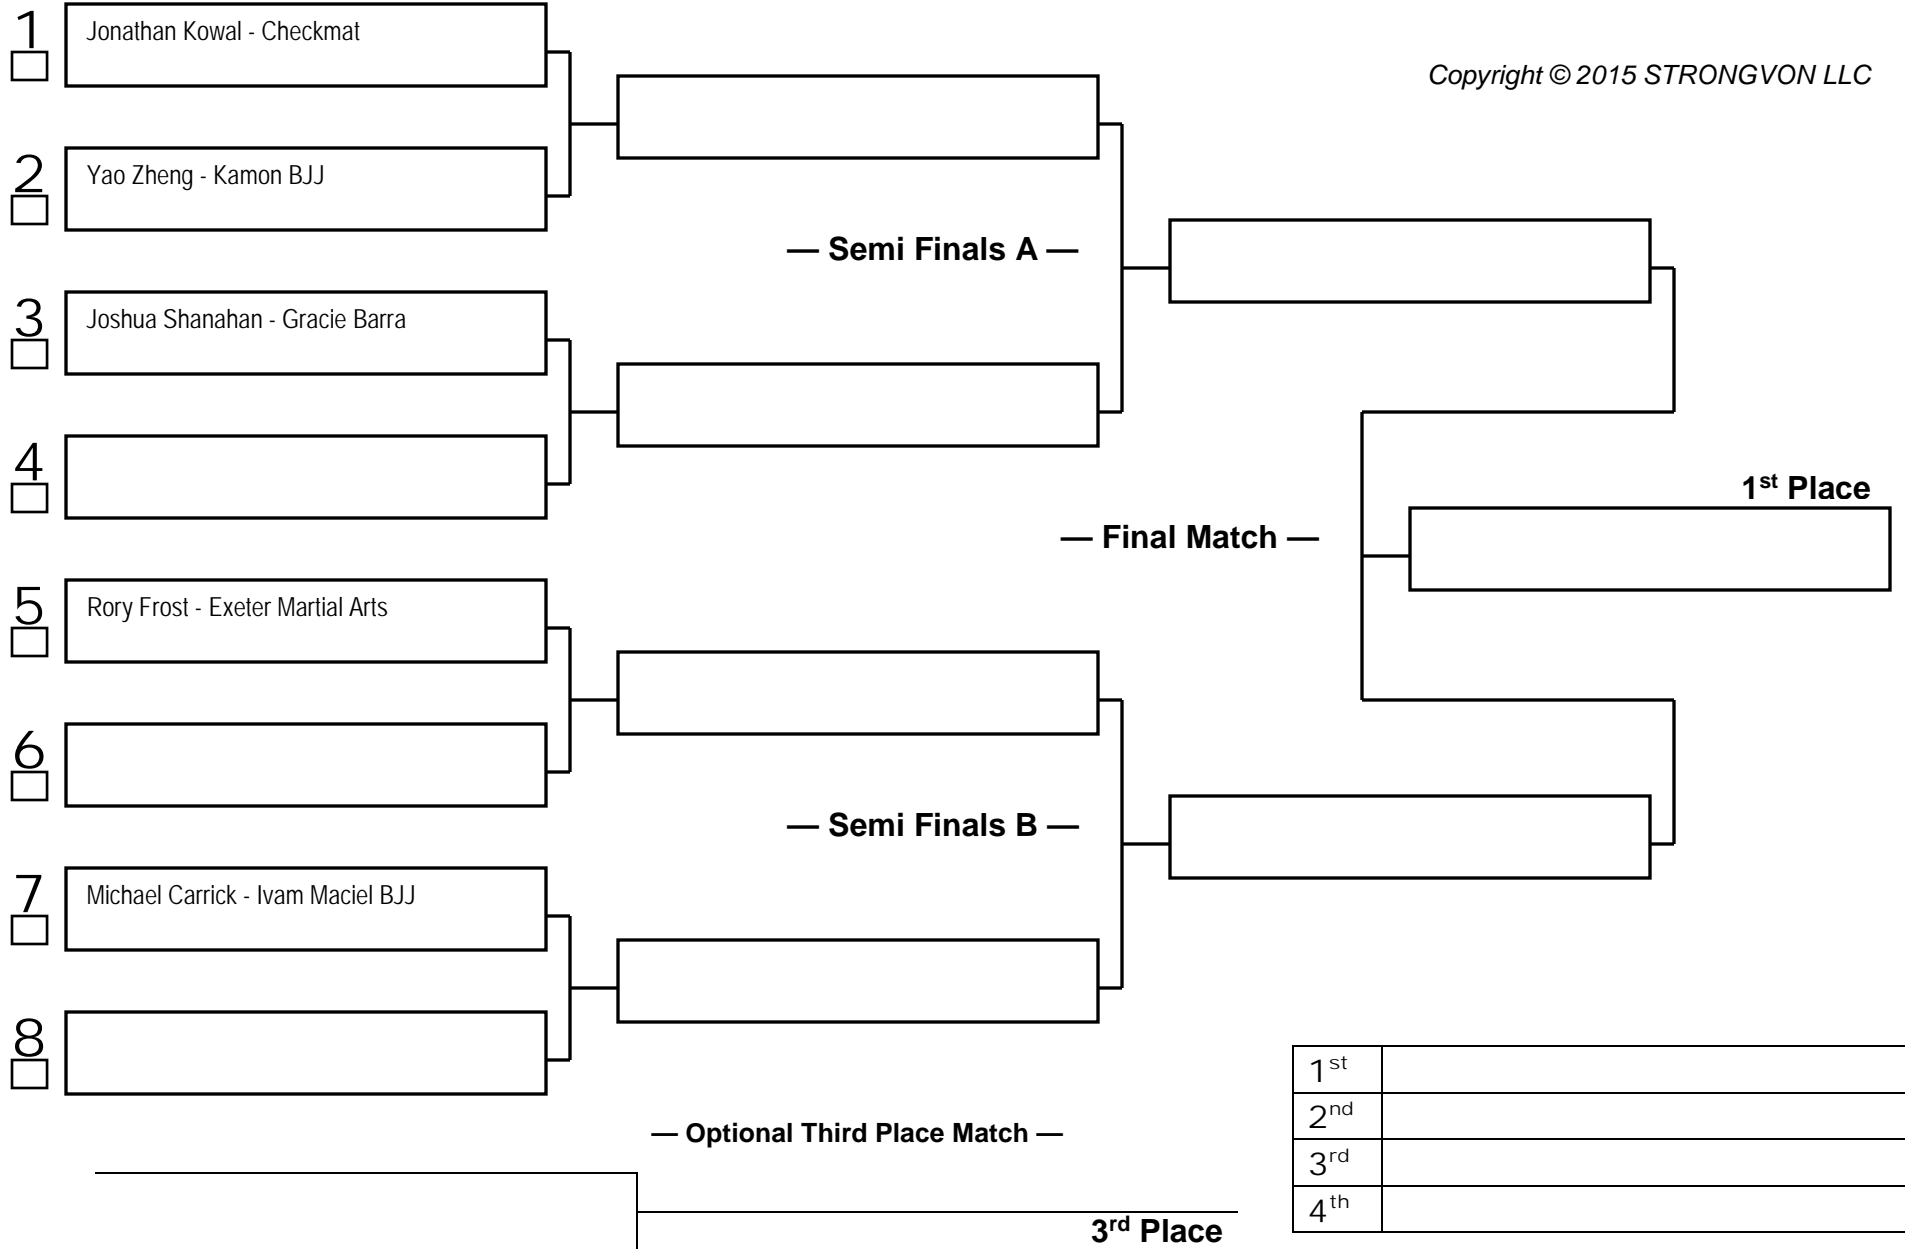 1
Jonathan Kowal - Checkmat
Copyright © 2015 STRONGVON LLC
2
Yao Zheng - Kamon BJJ
— Semi Finals A —
3
Joshua Shanahan - Gracie Barra
4
1st Place
— Final Match —
5
Rory Frost - Exeter Martial Arts
6
— Semi Finals B —
7
Michael Carrick - Ivam Maciel BJJ
8
1st
2nd
— Optional Third Place Match —
3rd
4th
3rd Place